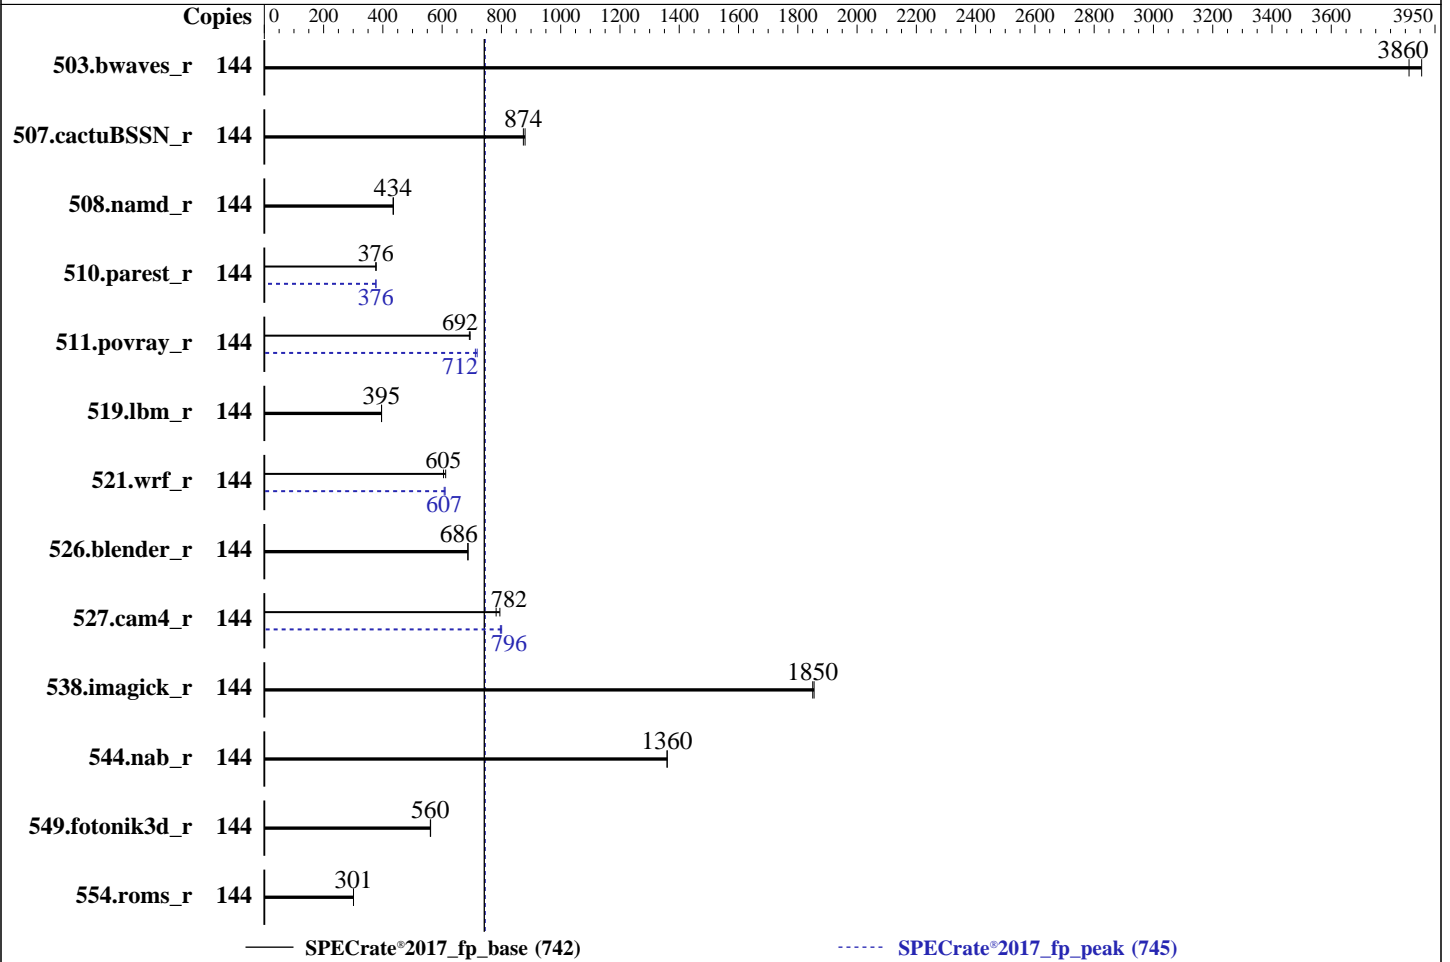 Copies 0 200 400 600 800 1000 1200 1400 1600 1800 2000 2200 2400 2600 2800 3000 3200 3400 3600 3950
503.bwaves_r 144 3860
507.cactuBSSN_r 144 874
508.namd_r 144 434
510.parest_r 144 376
376
511.povray_r 144 692
712
519.lbm_r 144 395
521.wrf_r 144 605
607
526.blender_r 144 686
527.cam4_r 144 782
796
538.imagick_r 144 1850
544.nab_r 144 1360
549.fotonik3d_r 144 560
554.roms_r 144 301
SPECrate®2017_fp_base (742) SPECrate®2017_fp_peak (745)